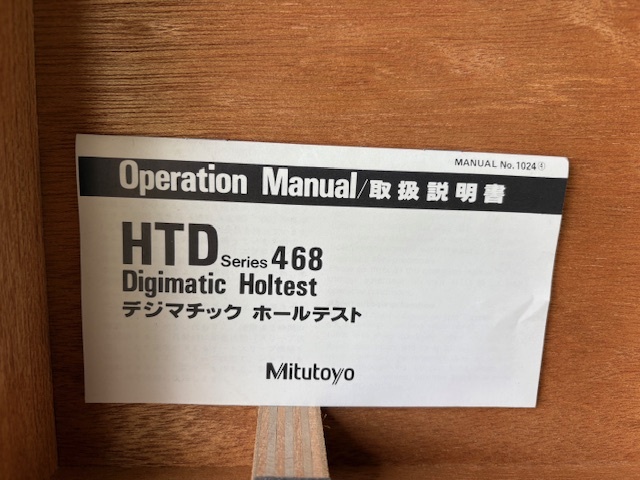 MANUAL No.1024④
Operation Manual/取扱説明書
HTD Series 468
Digimatic Holtest
デジマチック ホールテスト
Mitutoyo